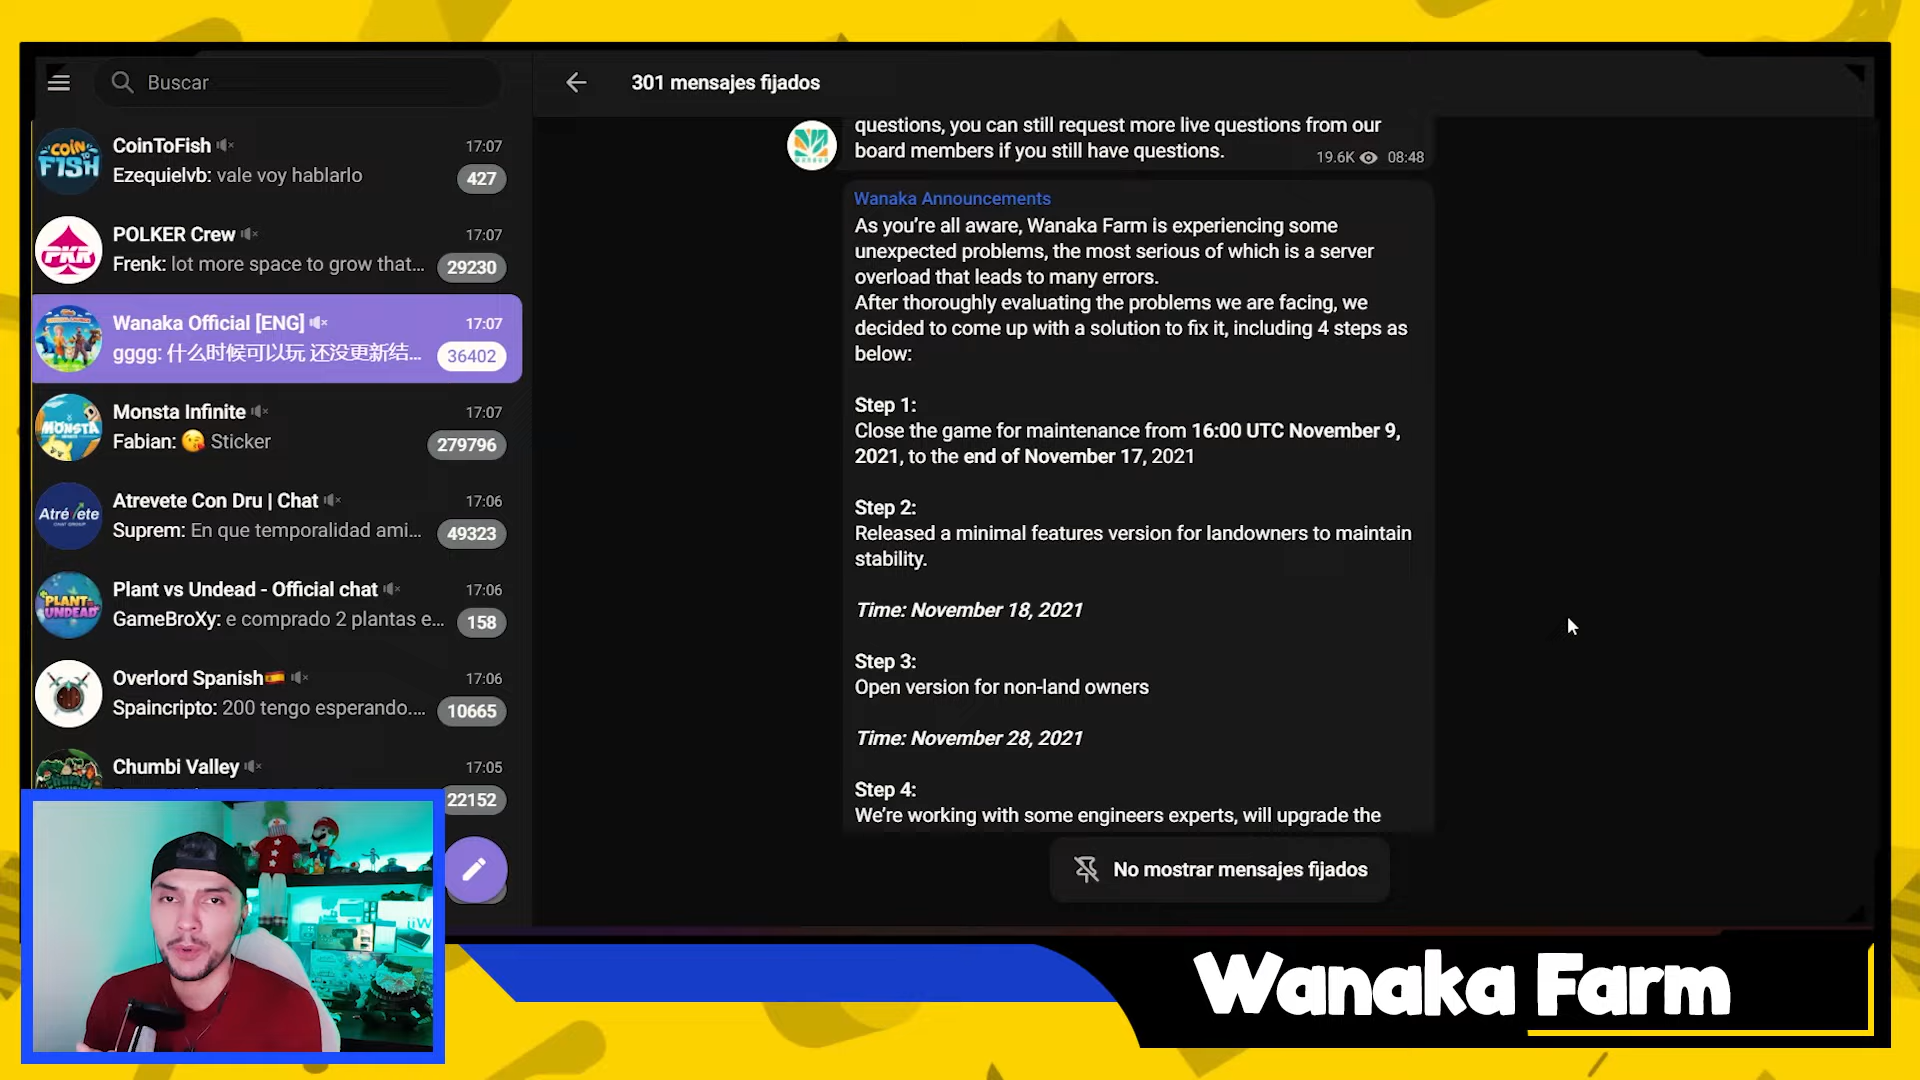 Buscar
CoinToFish
17:07
Ezequielvb: vale voy hablarlo
427
POLKER Crew
17:07
Frenk: lot more space to grow that...
29230
Wanaka Official [ENG]
17:07
gggg: 什么时候可以玩 还没更新结...
36402
Monsta Infinite
17:07
Fabian: 😘 Sticker
279796
Atrevete Con Dru | Chat
17:06
Suprem: En que temporalidad ami...
49323
Plant vs Undead - Official chat
17:06
GameBroXy: e comprado 2 plantas e...
158
Overlord Spanish🇪🇸
17:06
Spaincripto: 200 tengo esperando....
10665
Chumbi Valley
17:05
22152
COIN
FISH
PKR
MONSTA
PLANT
UNDEAD
301 mensajes fijados
questions, you can still request more live questions from our
board members if you still have questions.
19.6K 08:48
Wanaka Announcements
As you're all aware, Wanaka Farm is experiencing some
unexpected problems, the most serious of which is a server
overload that leads to many errors.
After thoroughly evaluating the problems we are facing, we
decided to come up with a solution to fix it, including 4 steps as
below:
Step 1:
Close the game for maintenance from 16:00 UTC November 9,
2021, to the end of November 17, 2021
Step 2:
Released a minimal features version for landowners to maintain
stability.
Time: November 18, 2021
Step 3:
Open version for non-land owners
Time: November 28, 2021
Step 4:
We're working with some engineers experts, will upgrade the
No mostrar mensajes fijados
Wanaka Farm